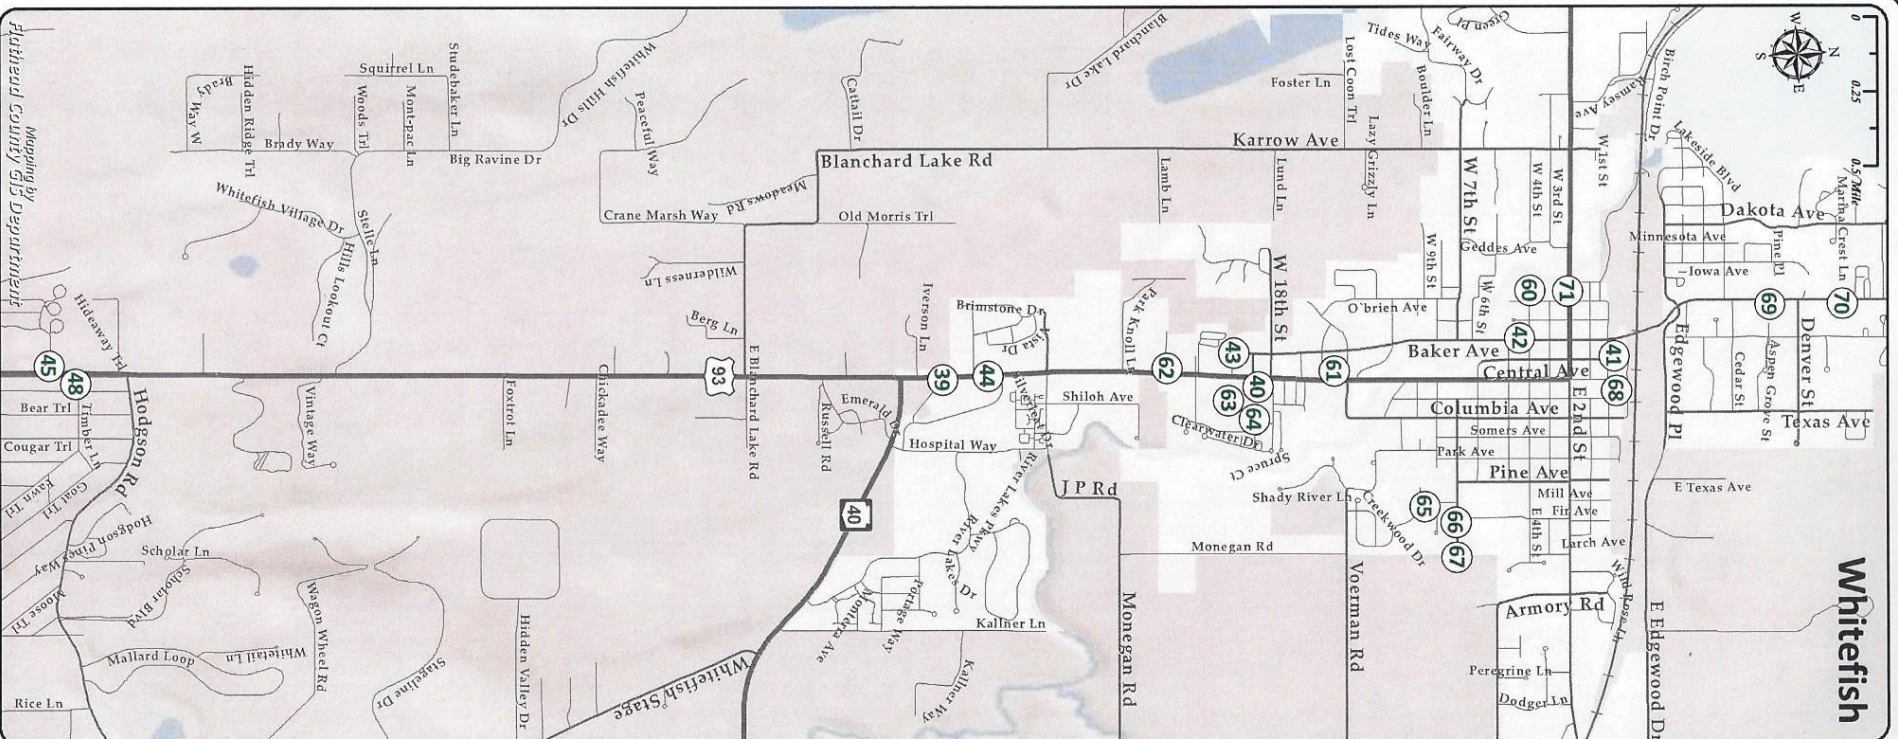 Whitefish
0
0.25
0.5 Mile
N
W
E
S
Mapping by
Flathead County GIS Department
Green Pl
Tides Way
Fairway Dr
Boulder Ln
Lost Coon Trl
Foster Ln
Lazy Grizzly Ln
Karrow Ave
Blanchard Lake Dr
Blanchard Lake Rd
Cattail Dr
Whitefish Hills Dr
Peaceful Way
Studebaker Ln
Squirrel Ln
Woods Trl
Mont-pac Ln
Hidden Ridge Trl
Brady Way W
Brady Way
Big Ravine Dr
Whitefish Village Dr
Stelle Ln
Hills Lookout Ct
Crane Marsh Way
Meadows Rd
Old Morris Trl
Wilderness Ln
Berg Ln
Iverson Ln
Brimstone Dr
Vista Dr
Park Knoll Ln
Lamb Ln
Lund Ln
W 18th St
W 7th St
W 9th St
W 6th St
W 4th St
W 3rd St
W 1st St
Geddes Ave
O'brien Ave
Ramsey Ave
Birch Point Dr
Lakeside Blvd
Dakota Ave
Marina Crest Ln
Minnesota Ave
Pine Pl
Iowa Ave
Edgewood Pl
Cedar St
Aspen Grove St
Denver St
Texas Ave
E Texas Ave
Baker Ave
Central Ave
Columbia Ave
Somers Ave
Park Ave
Pine Ave
Mill Ave
Fir Ave
Larch Ave
E 2nd St
E 4th St
Armory Rd
Wild Rose Ln
E Edgewood Dr
Peregrine Ln
Dodger Ln
Voerman Rd
Creekwood Dr
Shady River Ln
Spruce Ct
Clearwater Dr
Shiloh Ave
J P Rd
Monegan Rd
Monegan Rd
Hospital Way
River Lakes Pkwy
River Lakes Dr
Portage Way
Monterra Ave
Kallner Ln
Kallner Way
Whitefish Stage
Emerald Dr
Russell Rd
E Blanchard Lake Rd
Chickadee Way
Foxtrot Ln
Vintage Way
Hideaway Trl
Hodgson Rd
Timber Ln
Bear Trl
Cougar Trl
Fawn Trl
Goat Trl
Hodgson Pines Way
Moose Trl
Scholar Ln
Scholar Blvd
Wagon Wheel Rd
Whitetail Ln
Mallard Loop
Rice Ln
Stageline Dr
Hidden Valley Dr
93
40
45
48
39
44
62
43
40
63
64
61
42
60
71
41
68
69
70
65
66
67